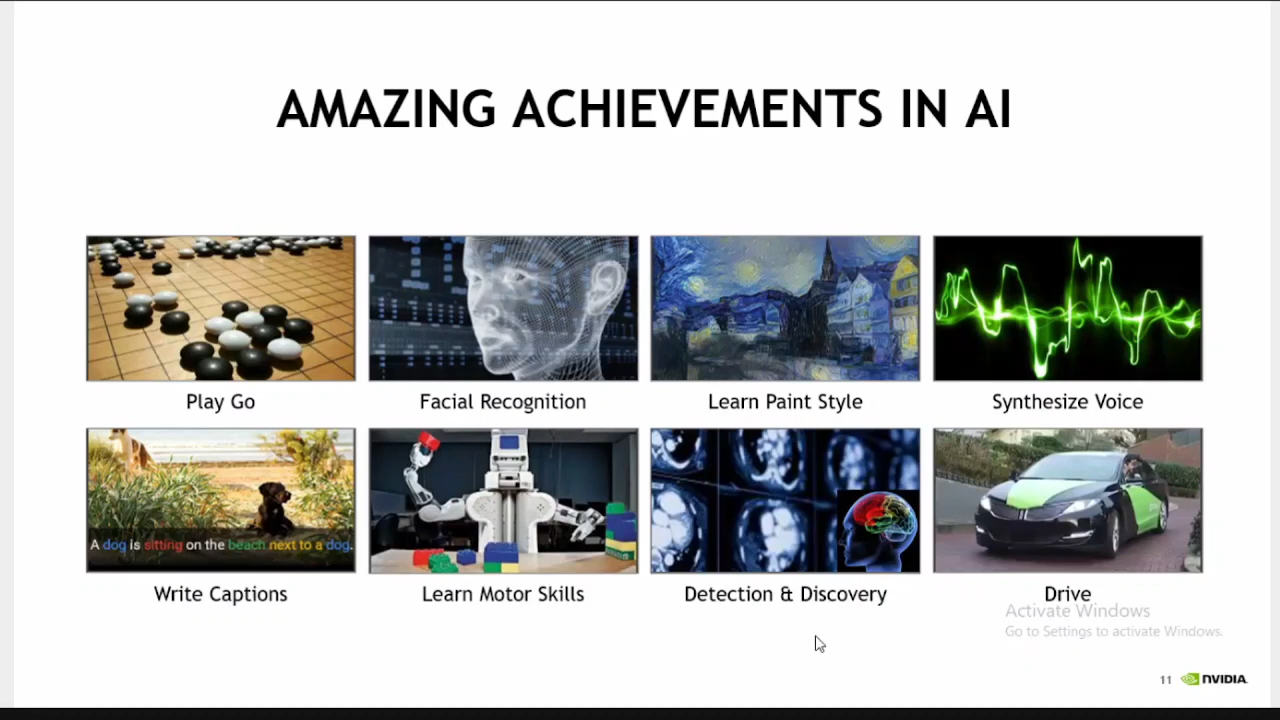 AMAZING ACHIEVEMENTS IN AI
Play Go
Facial Recognition
Learn Paint Style
Synthesize Voice
A dog is sitting on the beach next to a dog.
Write Captions
Learn Motor Skills
Detection & Discovery
Drive
Activate Windows
Go to Settings to activate Windows.
11 NVIDIA.